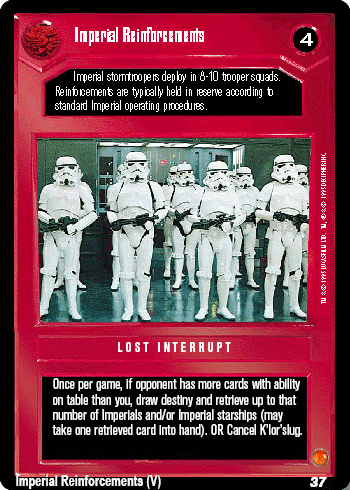 Imperial Reinforcements
4
Imperial stormtroopers deploy in 8-10 trooper squads.
Reinforcements are typically held in reserve according to
standard Imperial operating procedures.
LOST INTERRUPT
Once per game, if opponent has more cards with ability
on table than you, draw destiny and retrieve up to that
number of Imperials and/or Imperial starships (may
take one retrieved card into hand). OR Cancel K'lor'slug.
Imperial Reinforcements (V)
37